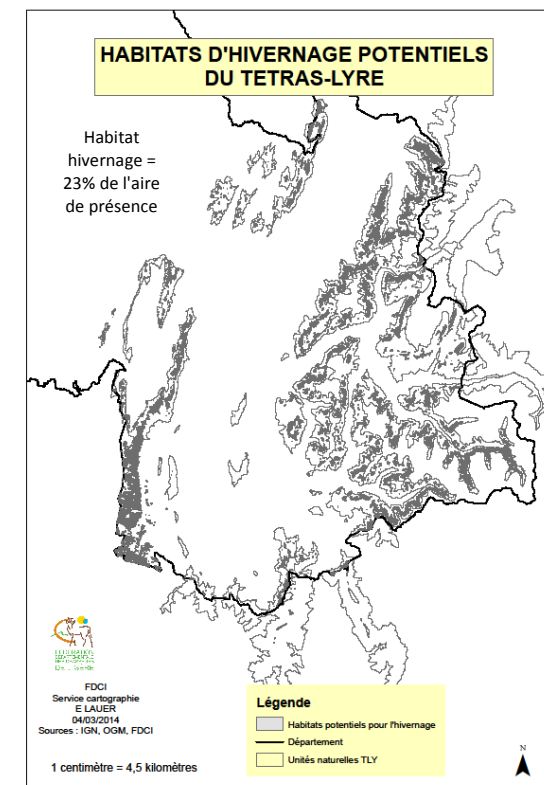 HABITATS D'HIVERNAGE POTENTIELS
DU TETRAS-LYRE
Habitat
hivernage =
23% de l'aire
de présence
FDCI
Service cartographie
E LAUER
04/03/2014
Sources : IGN, OGM, FDCI
1 centimètre = 4,5 kilomètres
Légende
Habitats potentiels pour l'hivernage
Département
Unités naturelles TLY
N